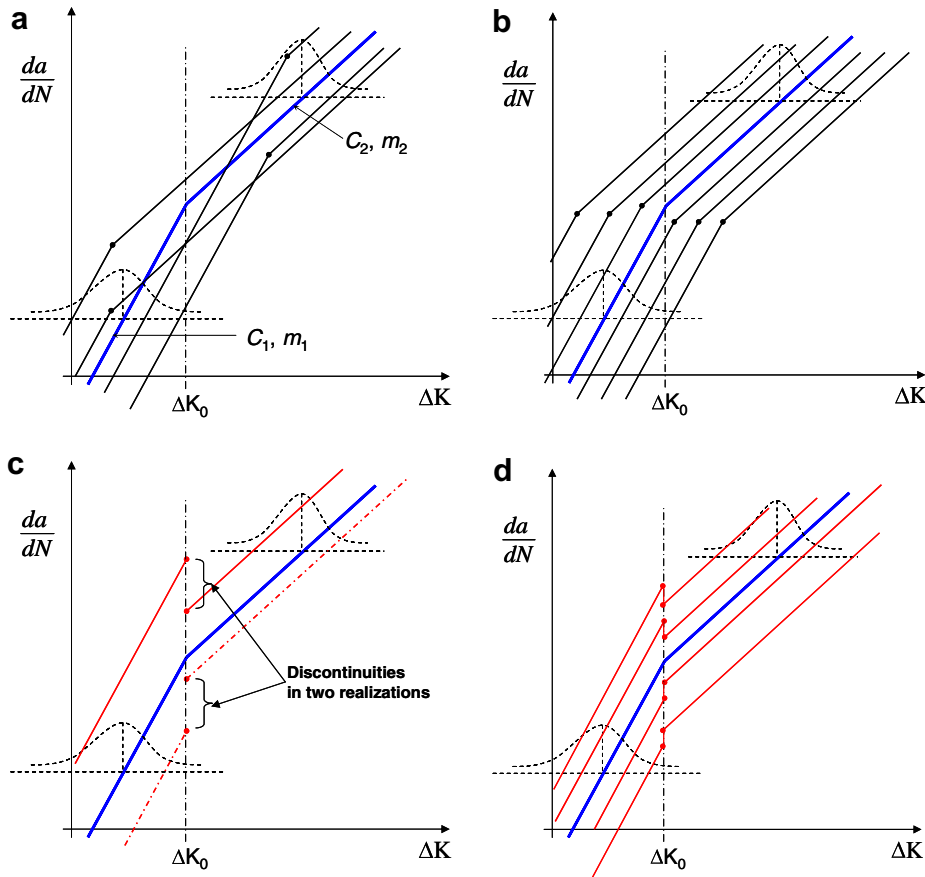 a
da
dN
C2, m2
C1, m1
ΔK0
ΔK
b
da
dN
ΔK0
ΔK
c
da
dN
Discontinuities
in two realizations
ΔK0
ΔK
d
da
dN
ΔK0
ΔK